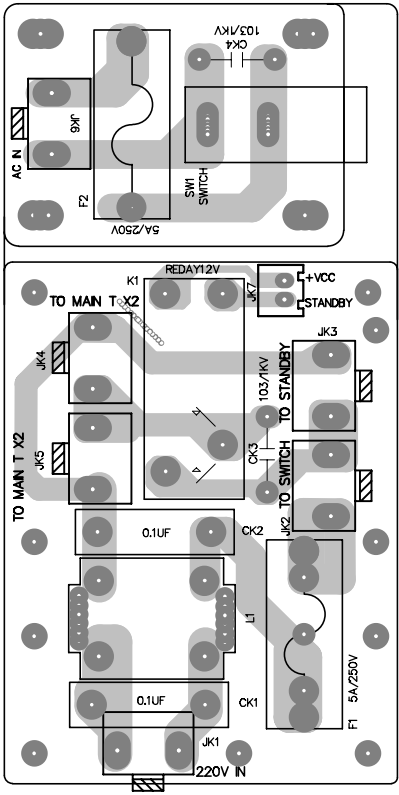 CK4
103/1KV
JK6
AC IN
SW1
SWITCH
F2
5A/250V
REDAY12V
K1
JK7
+VCC
STANDBY
TO MAIN T X2
JK3
JK4
103/1KV
TO STANDBY
CK3
JK5
TO MAIN T X2
TO SWITCH
JK2
0.1UF
CK2
L1
5A/250V
F1
0.1UF
CK1
JK1
220V IN